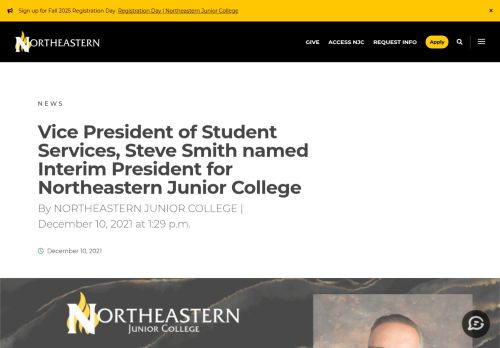 Sign up for Fall 2025 Registration Day Registration Day | Northeastern Junior College ×
NORTHEASTERN GIVE ACCESS NJC REQUEST INFO Apply
NEWS
Vice President of Student
Services, Steve Smith named
Interim President for
Northeastern Junior College
By NORTHEASTERN JUNIOR COLLEGE |
December 10, 2021 at 1:29 p.m.
December 10, 2021
NORTHEASTERN
JUNIOR COLLEGE